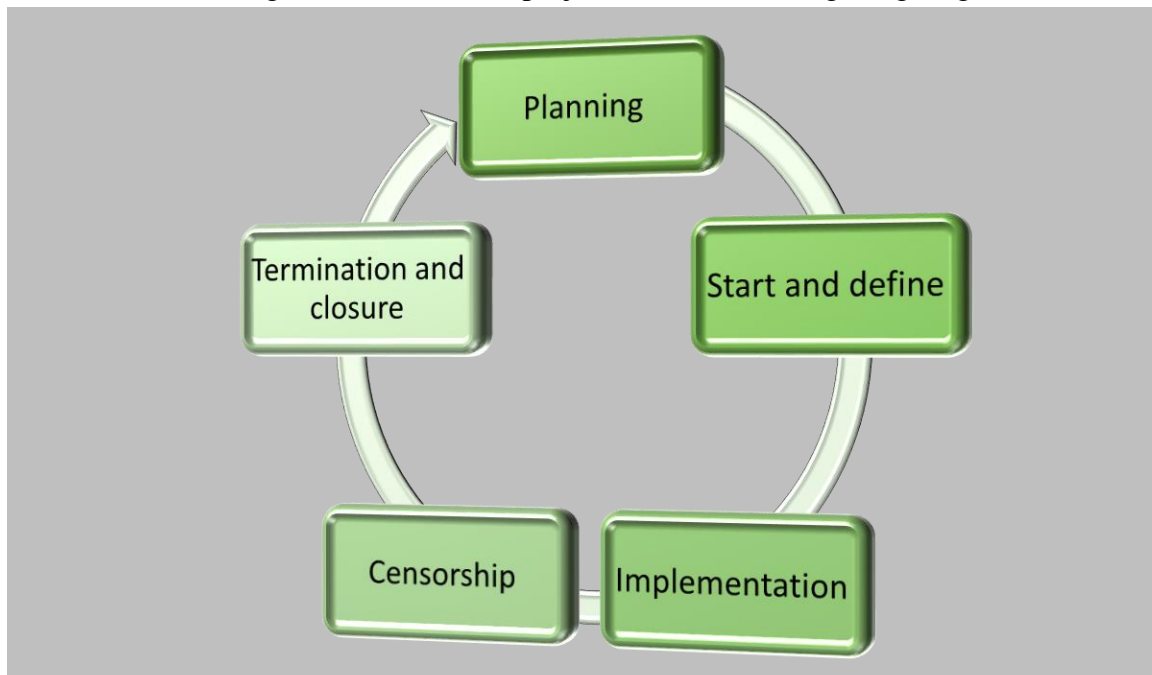 Planning
Start and define
Implementation
Censorship
Termination and
closure